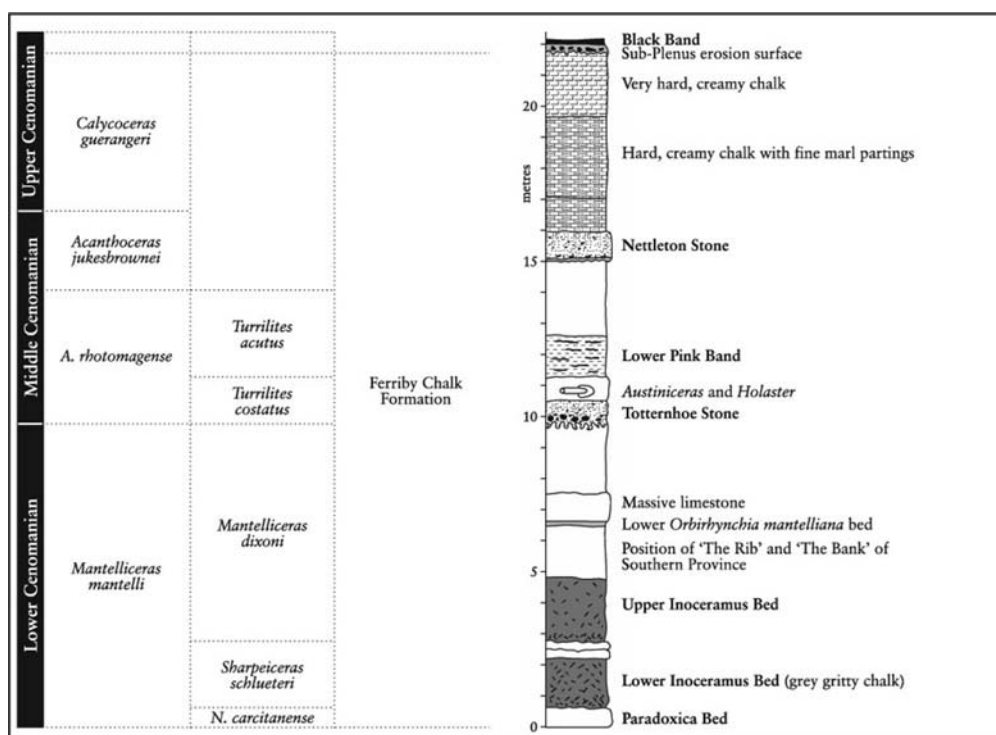 Upper Cenomanian
Middle Cenomanian
Lower Cenomanian
Calycoceras
guerangeri
Acanthoceras
jukesbrownei
A. rhotomagense
Mantelliceras
mantelli
Turrilites
acutus
Turrilites
costatus
Mantelliceras
dixoni
Sharpeiceras
schlueteri
N. carcitanense
Ferriby Chalk
Formation
metres
20
15
10
5
0
Black Band
Sub-Plenus erosion surface
Very hard, creamy chalk
Hard, creamy chalk with fine marl partings
Nettleton Stone
Lower Pink Band
Austiniceras and Holaster
Totternhoe Stone
Massive limestone
Lower Orbirhynchia mantelliana bed
Position of 'The Rib' and 'The Bank' of
Southern Province
Upper Inoceramus Bed
Lower Inoceramus Bed (grey gritty chalk)
Paradoxica Bed